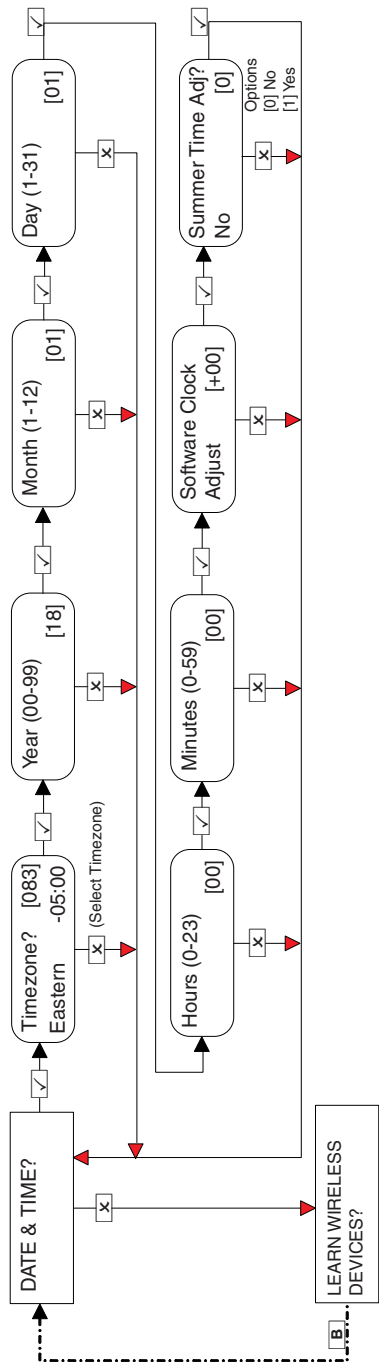 DATE & TIME?
Timezone? [083]
Eastern -05:00
(Select Timezone)
Year (00-99)
[18]
Month (1-12)
[01]
Day (1-31)
[01]
Hours (0-23)
[00]
Minutes (0-59)
[00]
Software Clock
Adjust [+00]
Summer Time Adj?
No [0]
Options
[0] No
[1] Yes
LEARN WIRELESS
DEVICES?
B